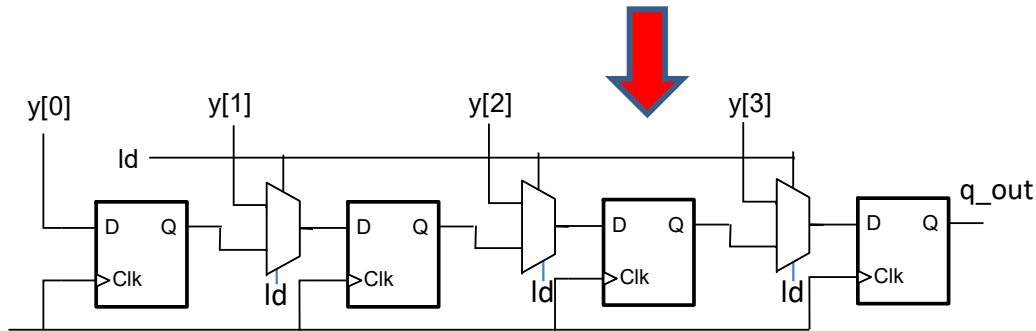 y[0] y[1] y[2] y[3]
ld
q_out
D Q D Q D Q D Q
Clk Clk Clk Clk
ld ld ld